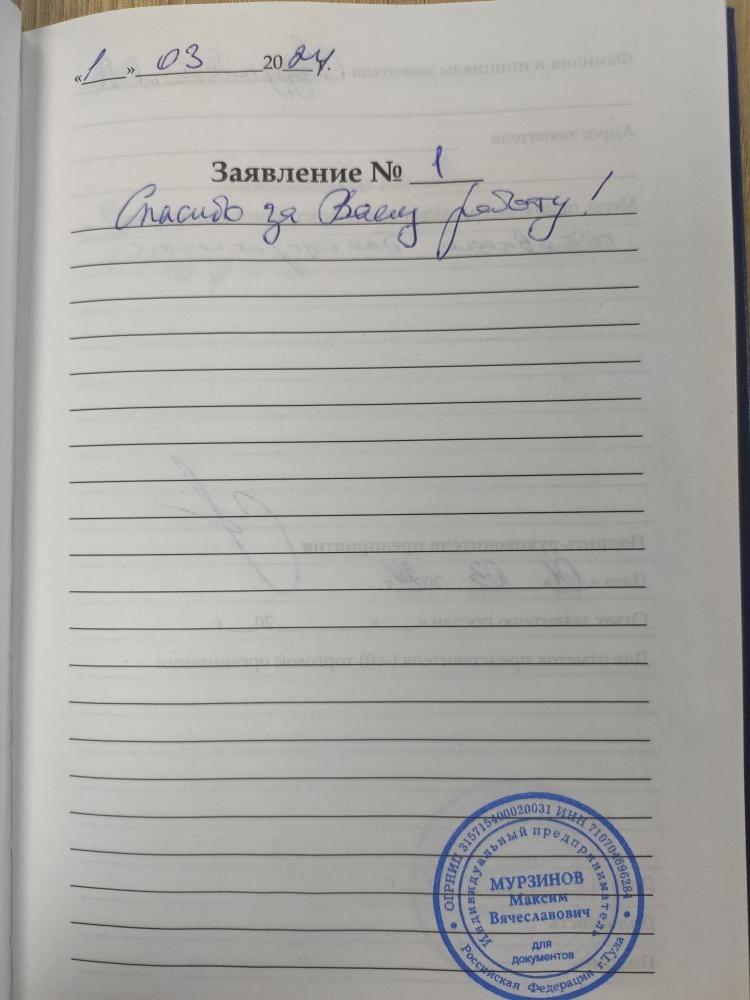 «1» 03 2024 г.
Заявление № 1
Спасибо за Вашу работу!
ОГРНИП 315715400020031 ИНН 710704696284
Индивидуальный предприниматель
МУРЗИНОВ
Максим
Вячеславович
для
документов
Российская Федерация г.Тула